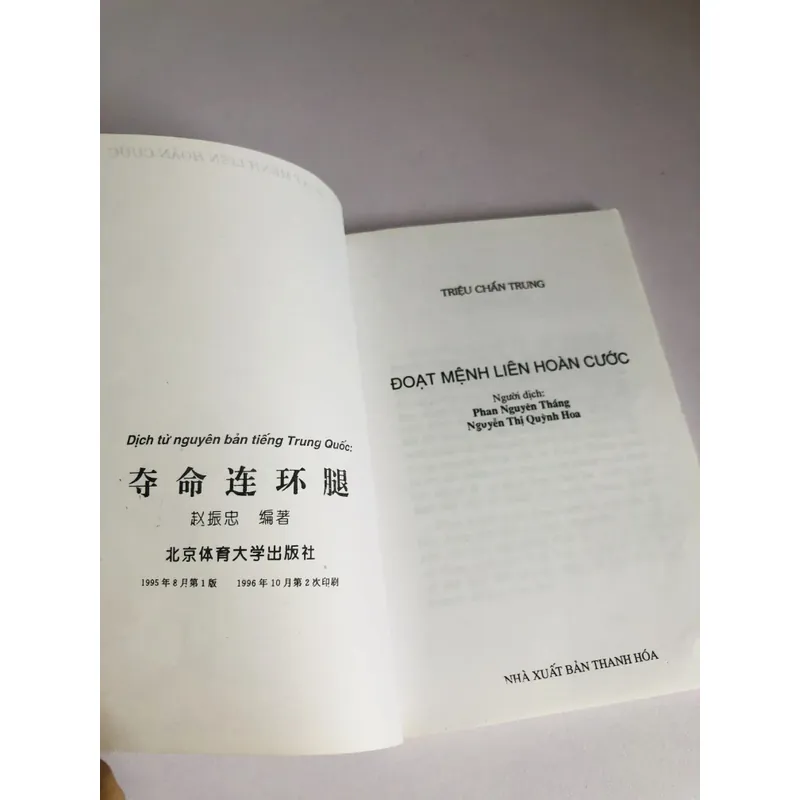 Dịch từ nguyên bản tiếng Trung Quốc:
夺命连环腿
赵振忠 编著
北京体育大学出版社
1995年8月第1版 1996年10月第2次印刷
TRIỆU CHẤN TRUNG
ĐOẠT MỆNH LIÊN HOÀN CƯỚC
Người dịch:
Phan Nguyên Thắng
Nguyễn Thị Quỳnh Hoa
NHÀ XUẤT BẢN THANH HÓA